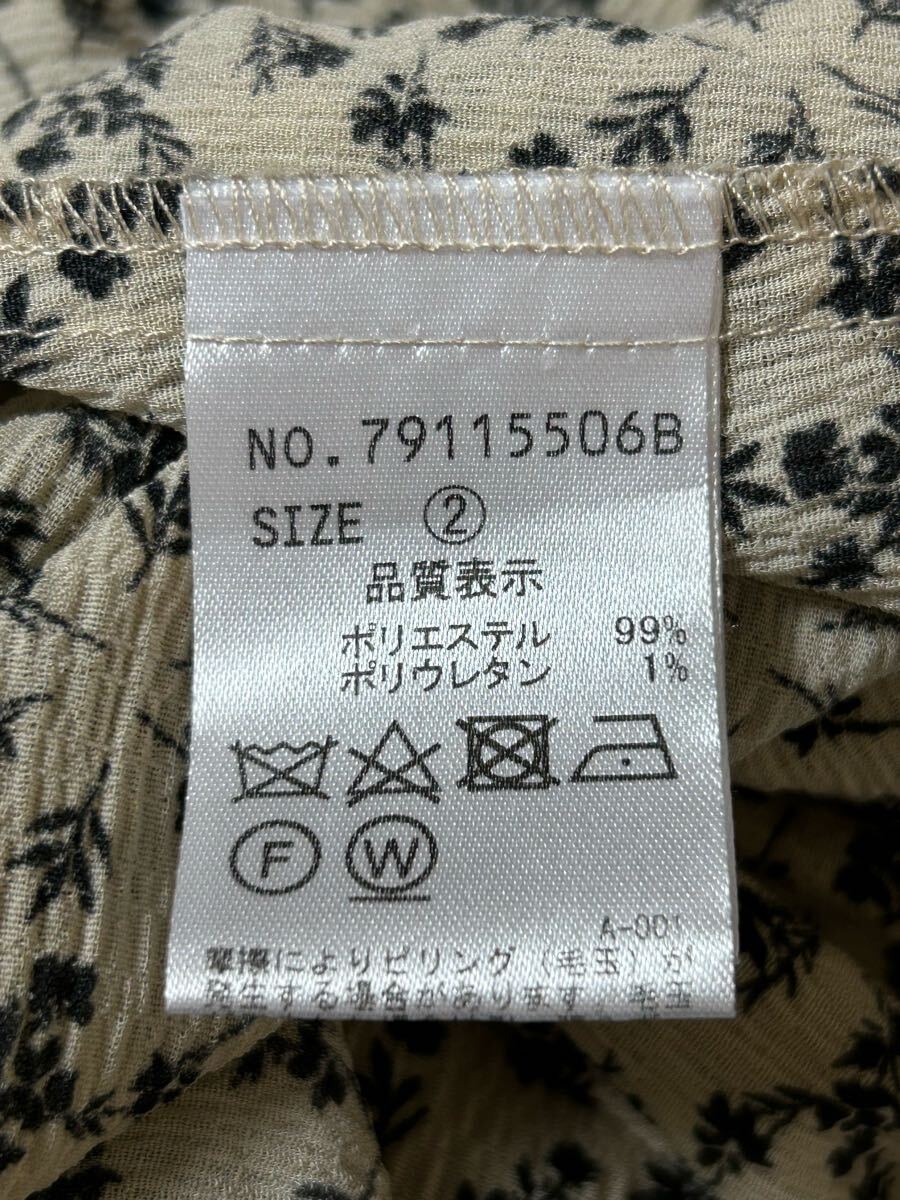 NO.79115506B
SIZE ②
品質表示
ポリエステル 99%
ポリウレタン 1%
F W
A-001
摩擦によりピリング(毛玉)が
発生する場合があります 毛玉